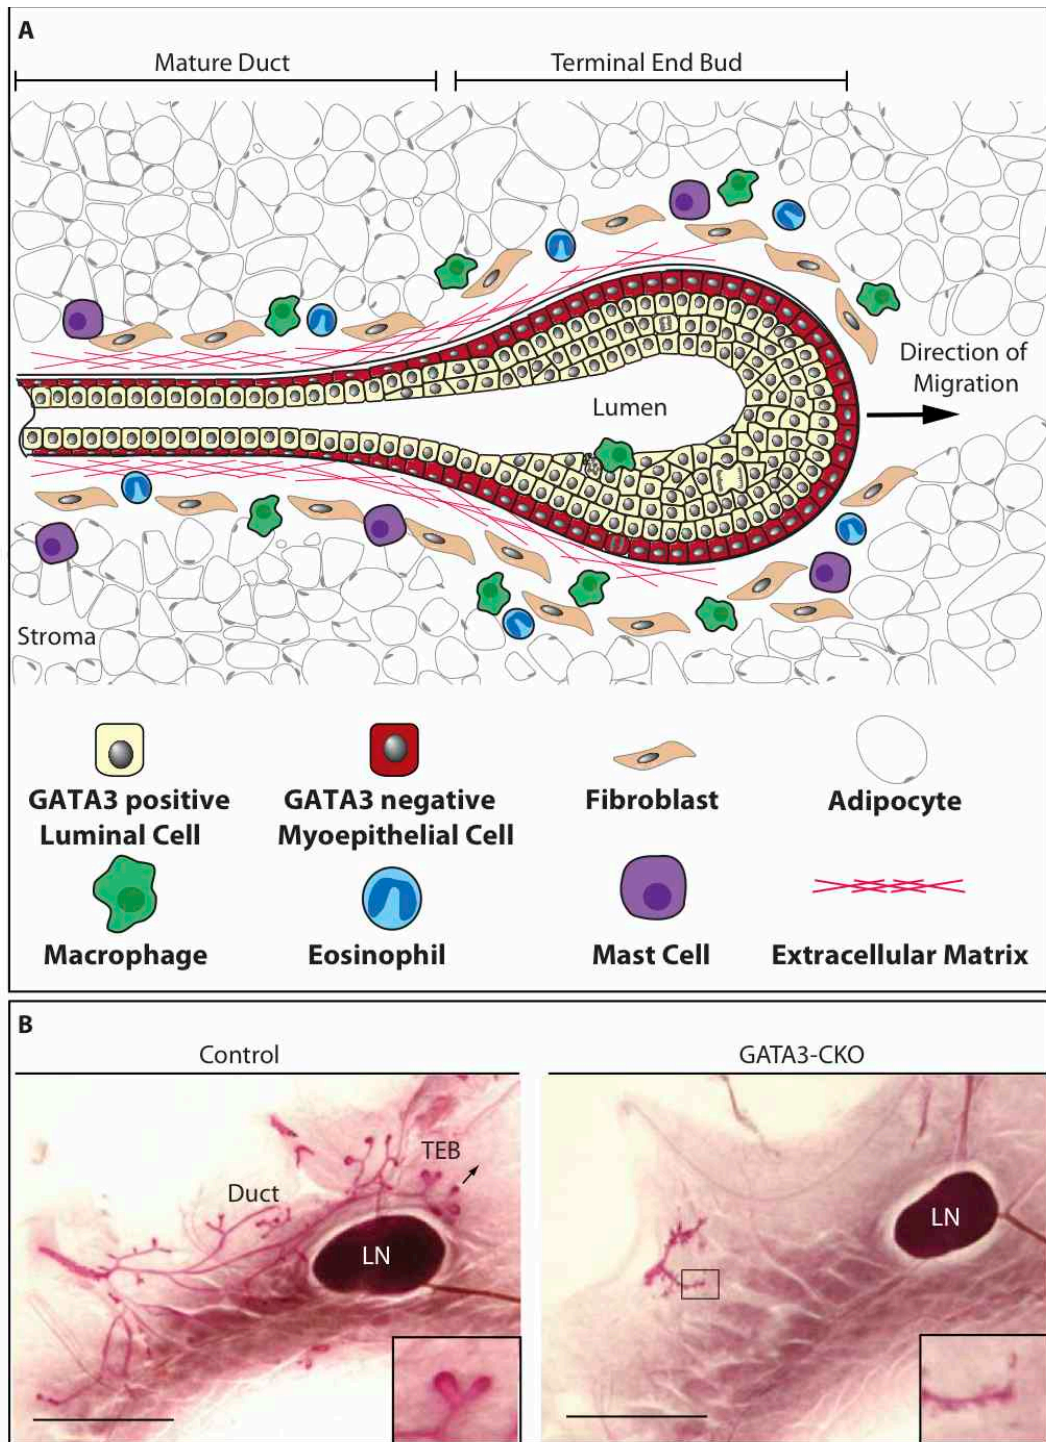 A
Mature Duct
Terminal End Bud
Direction of
Migration
Lumen
Stroma
GATA3 positive
Luminal Cell
GATA3 negative
Myoepithelial Cell
Fibroblast
Adipocyte
Macrophage
Eosinophil
Mast Cell
Extracellular Matrix
B
Control
GATA3-CKO
TEB
Duct
LN
LN